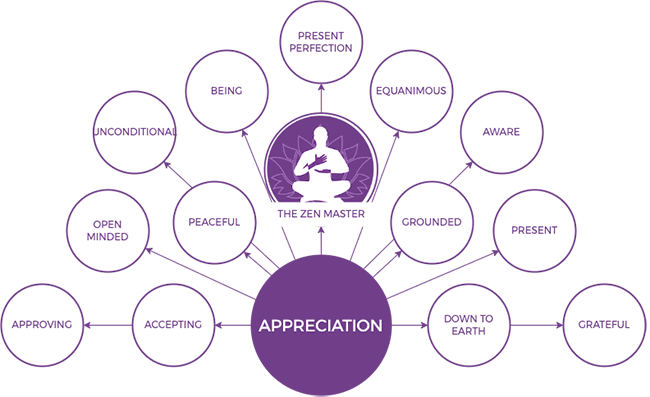 PRESENT
PERFECTION
BEING
EQUANIMOUS
UNCONDITIONAL
AWARE
THE ZEN MASTER
PEACEFUL
GROUNDED
OPEN
MINDED
PRESENT
APPROVING
ACCEPTING
APPRECIATION
DOWN TO
EARTH
GRATEFUL